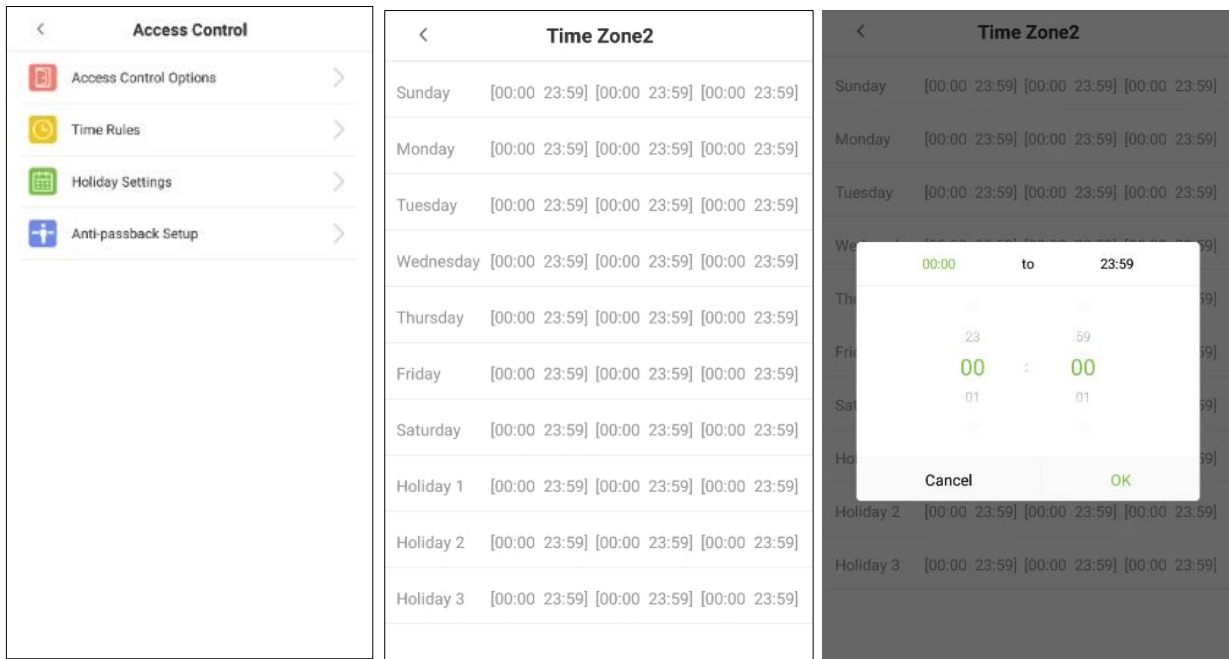 Access Control
Access Control Options
Time Rules
Holiday Settings
Anti-passback Setup
Time Zone2
Sunday [00:00 23:59] [00:00 23:59] [00:00 23:59]
Monday [00:00 23:59] [00:00 23:59] [00:00 23:59]
Tuesday [00:00 23:59] [00:00 23:59] [00:00 23:59]
Wednesday [00:00 23:59] [00:00 23:59] [00:00 23:59]
Thursday [00:00 23:59] [00:00 23:59] [00:00 23:59]
Friday [00:00 23:59] [00:00 23:59] [00:00 23:59]
Saturday [00:00 23:59] [00:00 23:59] [00:00 23:59]
Holiday 1 [00:00 23:59] [00:00 23:59] [00:00 23:59]
Holiday 2 [00:00 23:59] [00:00 23:59] [00:00 23:59]
Holiday 3 [00:00 23:59] [00:00 23:59] [00:00 23:59]
Time Zone2
Sunday [00:00 23:59] [00:00 23:59] [00:00 23:59]
Monday [00:00 23:59] [00:00 23:59] [00:00 23:59]
Tuesday [00:00 23:59] [00:00 23:59] [00:00 23:59]
00:00 to 23:59
23 59
00 : 00
01 01
Cancel OK
Holiday 2 [00:00 23:59] [00:00 23:59] [00:00 23:59]
Holiday 3 [00:00 23:59] [00:00 23:59] [00:00 23:59]